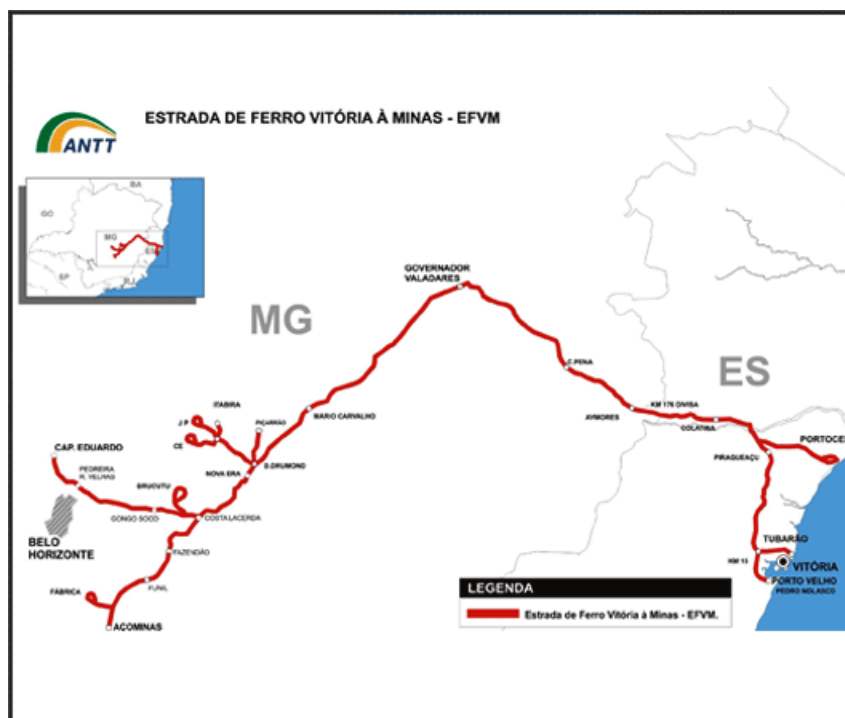 ESTRADA DE FERRO VITÓRIA À MINAS - EFVM
ANTT
BA
GO
MG
ES
SP
RJ
GOVERNADOR
VALADARES
MG
ES
C.PENA
ITABIRA
J P
PIÇARRÃO
MARIO CARVALHO
AYMORES
KM 176 DIVISA
COLATINA
CE
CAP. EDUARDO
PORTOCEL
PIRAQUEAÇU
D.DRUMOND
NOVA ERA
PEDREIRA
R. VELHAS
BRUCUTU
GONGO SOCO
COSTA LACERDA
BELO
HORIZONTE
TUBARÃO
FAZENDÃO
KM 15
VITÓRIA
PORTO VELHO
PEDRO NOLASCO
FUNIL
FÁBRICA
AÇOMINAS
LEGENDA
Estrada de Ferro Vitória à Minas - EFVM.